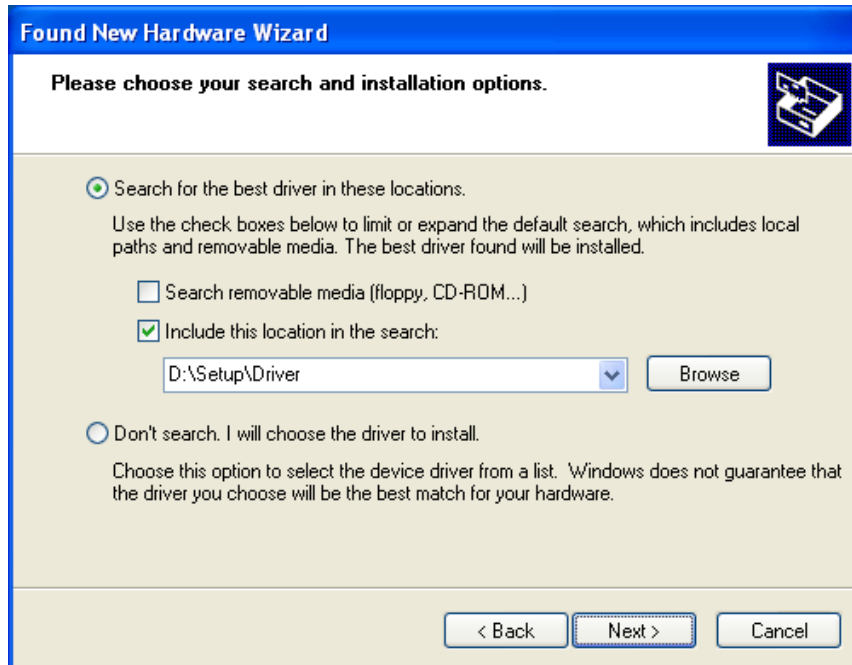 Found New Hardware Wizard
Please choose your search and installation options.
Search for the best driver in these locations.
Use the check boxes below to limit or expand the default search, which includes local
paths and removable media. The best driver found will be installed.
Search removable media (floppy, CD-ROM...)
Include this location in the search:
D:\Setup\Driver
Browse
Don't search. I will choose the driver to install.
Choose this option to select the device driver from a list.  Windows does not guarantee that
the driver you choose will be the best match for your hardware.
< Back
Next >
Cancel